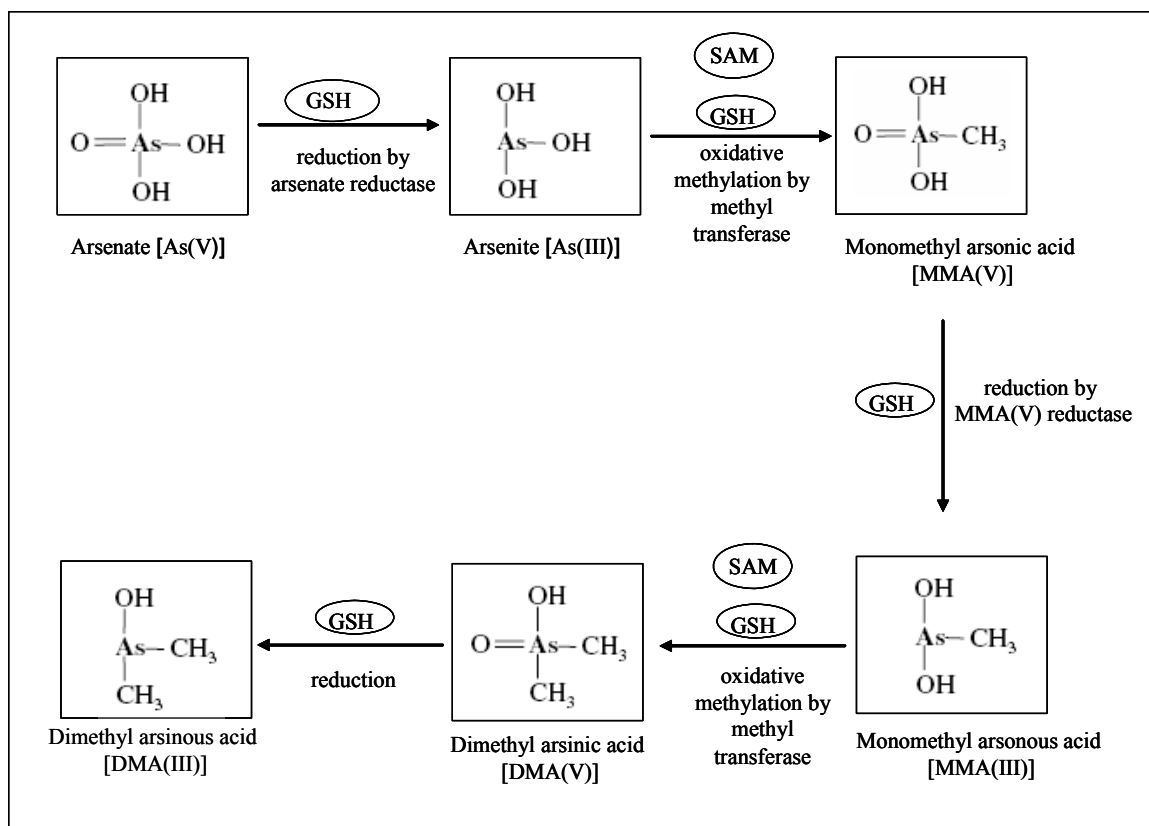 OH
O=As-OH
OH
GSH
reduction by
arsenate reductase
OH
As-OH
OH
SAM
GSH
oxidative
methylation by
methyl
transferase
OH
O=As-CH3
OH
Arsenate [As(V)]
Arsenite [As(III)]
Monomethyl arsonic acid
[MMA(V)]
GSH
reduction by
MMA(V) reductase
OH
As-CH3
CH3
GSH
reduction
OH
O=As-CH3
CH3
SAM
GSH
oxidative
methylation by
methyl
transferase
OH
As-CH3
OH
Dimethyl arsinous acid
[DMA(III)]
Dimethyl arsinic acid
[DMA(V)]
Monomethyl arsonous acid
[MMA(III)]